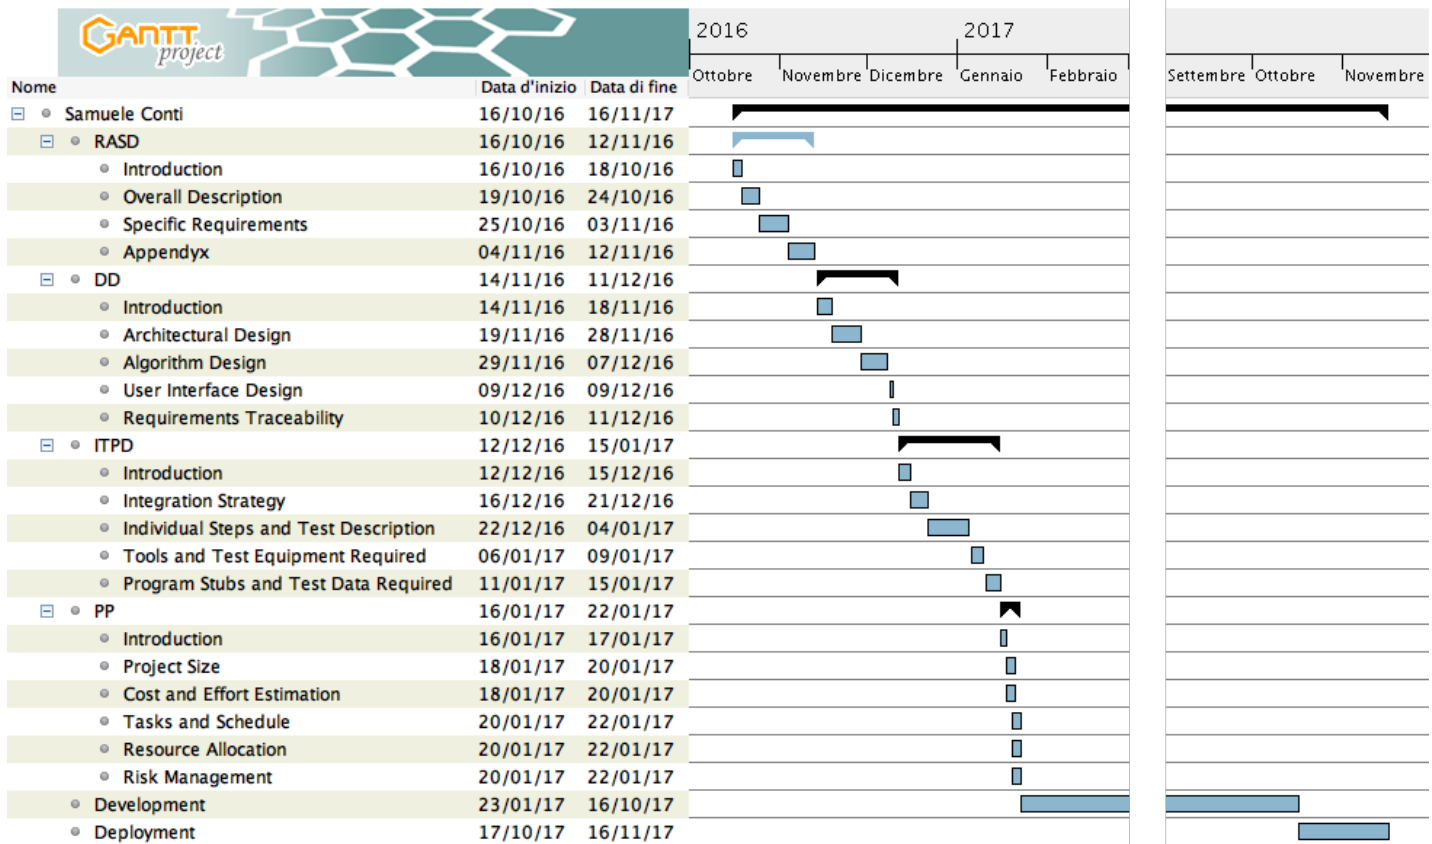 GANTT project
2016 2017
Ottobre Novembre Dicembre Gennaio Febbraio Settembre Ottobre Novembre
Nome Data d'inizio Data di fine
Samuele Conti 16/10/16 16/11/17
RASD 16/10/16 12/11/16
Introduction 16/10/16 18/10/16
Overall Description 19/10/16 24/10/16
Specific Requirements 25/10/16 03/11/16
Appendyx 04/11/16 12/11/16
DD 14/11/16 11/12/16
Introduction 14/11/16 18/11/16
Architectural Design 19/11/16 28/11/16
Algorithm Design 29/11/16 07/12/16
User Interface Design 09/12/16 09/12/16
Requirements Traceability 10/12/16 11/12/16
ITPD 12/12/16 15/01/17
Introduction 12/12/16 15/12/16
Integration Strategy 16/12/16 21/12/16
Individual Steps and Test Description 22/12/16 04/01/17
Tools and Test Equipment Required 06/01/17 09/01/17
Program Stubs and Test Data Required 11/01/17 15/01/17
PP 16/01/17 22/01/17
Introduction 16/01/17 17/01/17
Project Size 18/01/17 20/01/17
Cost and Effort Estimation 18/01/17 20/01/17
Tasks and Schedule 20/01/17 22/01/17
Resource Allocation 20/01/17 22/01/17
Risk Management 20/01/17 22/01/17
Development 23/01/17 16/10/17
Deployment 17/10/17 16/11/17